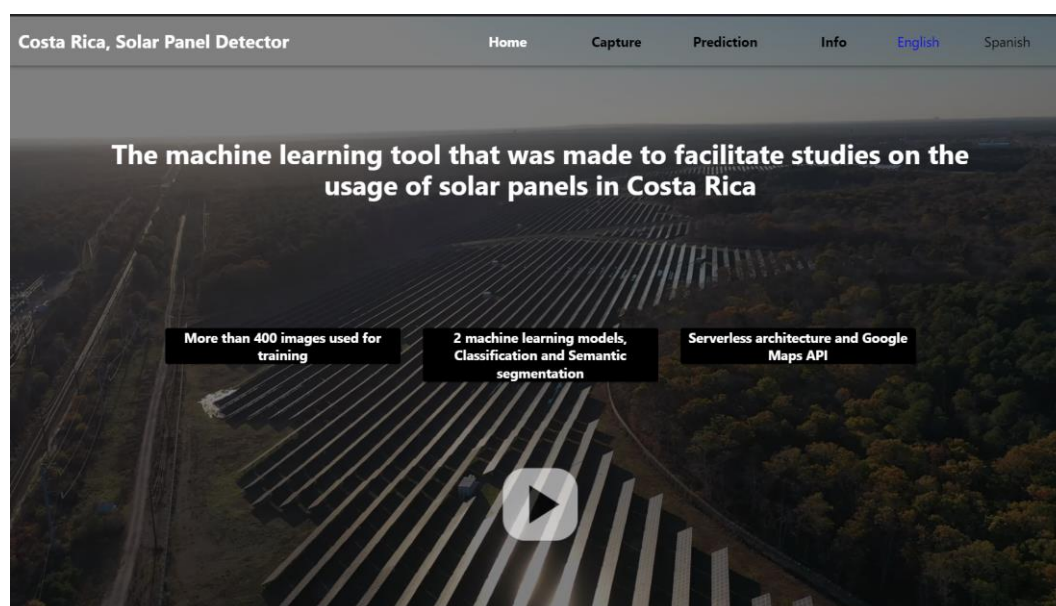 Costa Rica, Solar Panel Detector
Home
Capture
Prediction
Info
English
Spanish
The machine learning tool that was made to facilitate studies on the
usage of solar panels in Costa Rica
More than 400 images used for
training
2 machine learning models,
Classification and Semantic
segmentation
Serverless architecture and Google
Maps API